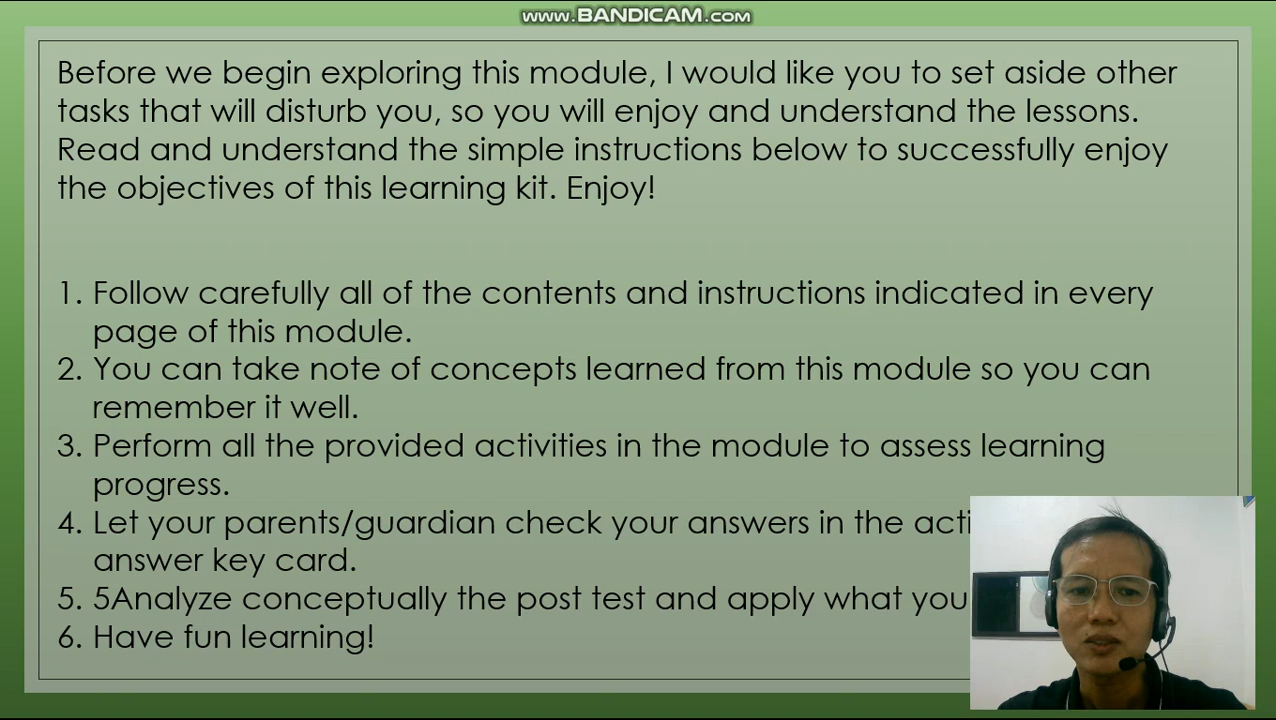 www.BANDICAM.com
Before we begin exploring this module, I would like you to set aside other
tasks that will disturb you, so you will enjoy and understand the lessons.
Read and understand the simple instructions below to successfully enjoy
the objectives of this learning kit. Enjoy!
1. Follow carefully all of the contents and instructions indicated in every
page of this module.
2. You can take note of concepts learned from this module so you can
remember it well.
3. Perform all the provided activities in the module to assess learning
progress.
4. Let your parents/guardian check your answers in the
answer key card.
5. 5Analyze conceptually the post test and apply what you
6. Have fun learning!